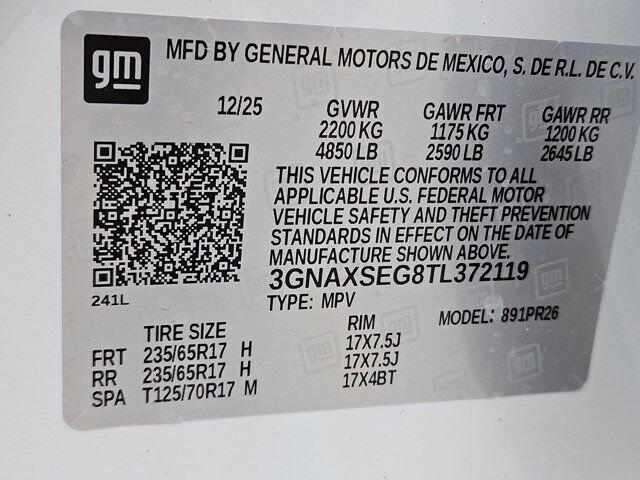 gm MFD BY GENERAL MOTORS DE MEXICO, S. DE R.L. DE C.V.
12/25 GVWR GAWR FRT GAWR RR
2200 KG 1175 KG 1200 KG
4850 LB 2590 LB 2645 LB
THIS VEHICLE CONFORMS TO ALL
APPLICABLE U.S. FEDERAL MOTOR
VEHICLE SAFETY AND THEFT PREVENTION
STANDARDS IN EFFECT ON THE DATE OF
MANUFACTURE SHOWN ABOVE.
3GNAXSEG8TL372119
241L TYPE: MPV MODEL: 891PR26
TIRE SIZE RIM
FRT 235/65R17 H 17X7.5J
RR 235/65R17 H 17X7.5J
SPA T125/70R17 M 17X4BT